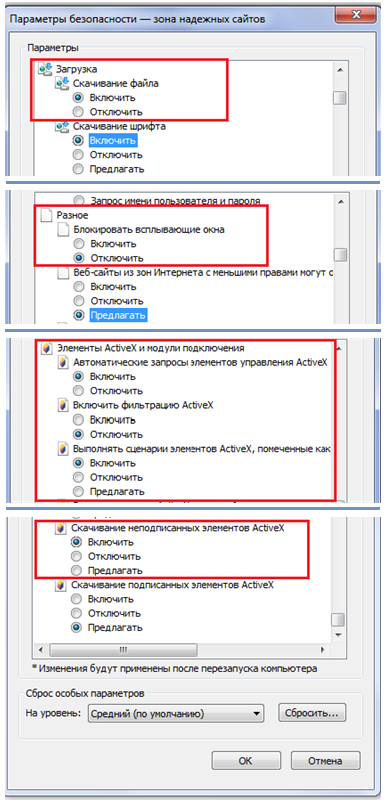 Параметры безопасности — зона надежных сайтов
Параметры
Загрузка
Скачивание файла
Включить
Отключить
Скачивание шрифта
Включить
Отключить
Предлагать
Запрос имени пользователя и пароля
Разное
Блокировать всплывающие окна
Включить
Отключить
Веб-сайты из зон Интернета с меньшими правами могут о
Включить
Отключить
Предлагать
Элементы ActiveX и модули подключения
Автоматические запросы элементов управления ActiveX
Включить
Отключить
Включить фильтрацию ActiveX
Включить
Отключить
Выполнять сценарии элементов ActiveX, помеченные как
Включить
Отключить
Предлагать
Скачивание неподписанных элементов ActiveX
Включить
Отключить
Предлагать
Скачивание подписанных элементов ActiveX
Включить
Отключить
Предлагать
* Изменения будут применены после перезапуска компьютера
Сброс особых параметров
На уровень: Средний (по умолчанию) Сбросить...
ОК Отмена